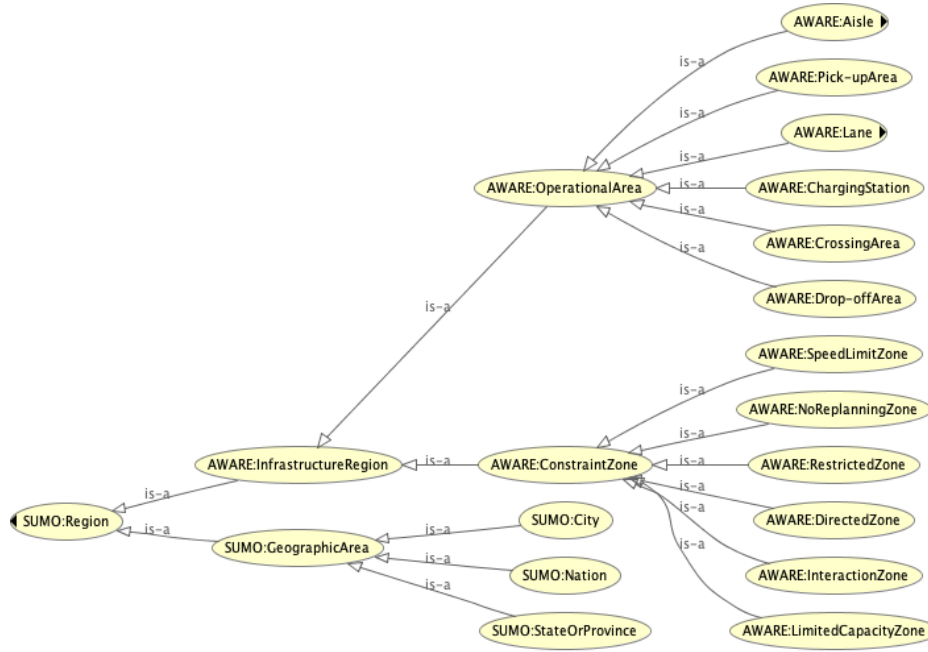 AWARE:Aisle
is-a
AWARE:Pick-upArea
is-a
AWARE:Lane
is-a
AWARE:OperationalArea
is-a
AWARE:ChargingStation
is-a
AWARE:CrossingArea
is-a
AWARE:Drop-offArea
is-a
AWARE:SpeedLimitZone
is-a
AWARE:NoReplanningZone
is-a
AWARE:InfrastructureRegion
is-a
AWARE:ConstraintZone
is-a
AWARE:RestrictedZone
is-a
is-a
SUMO:Region
is-a
SUMO:GeographicArea
is-a
SUMO:City
is-a
AWARE:DirectedZone
is-a
SUMO:Nation
is-a
AWARE:InteractionZone
is-a
SUMO:StateOrProvince
AWARE:LimitedCapacityZone